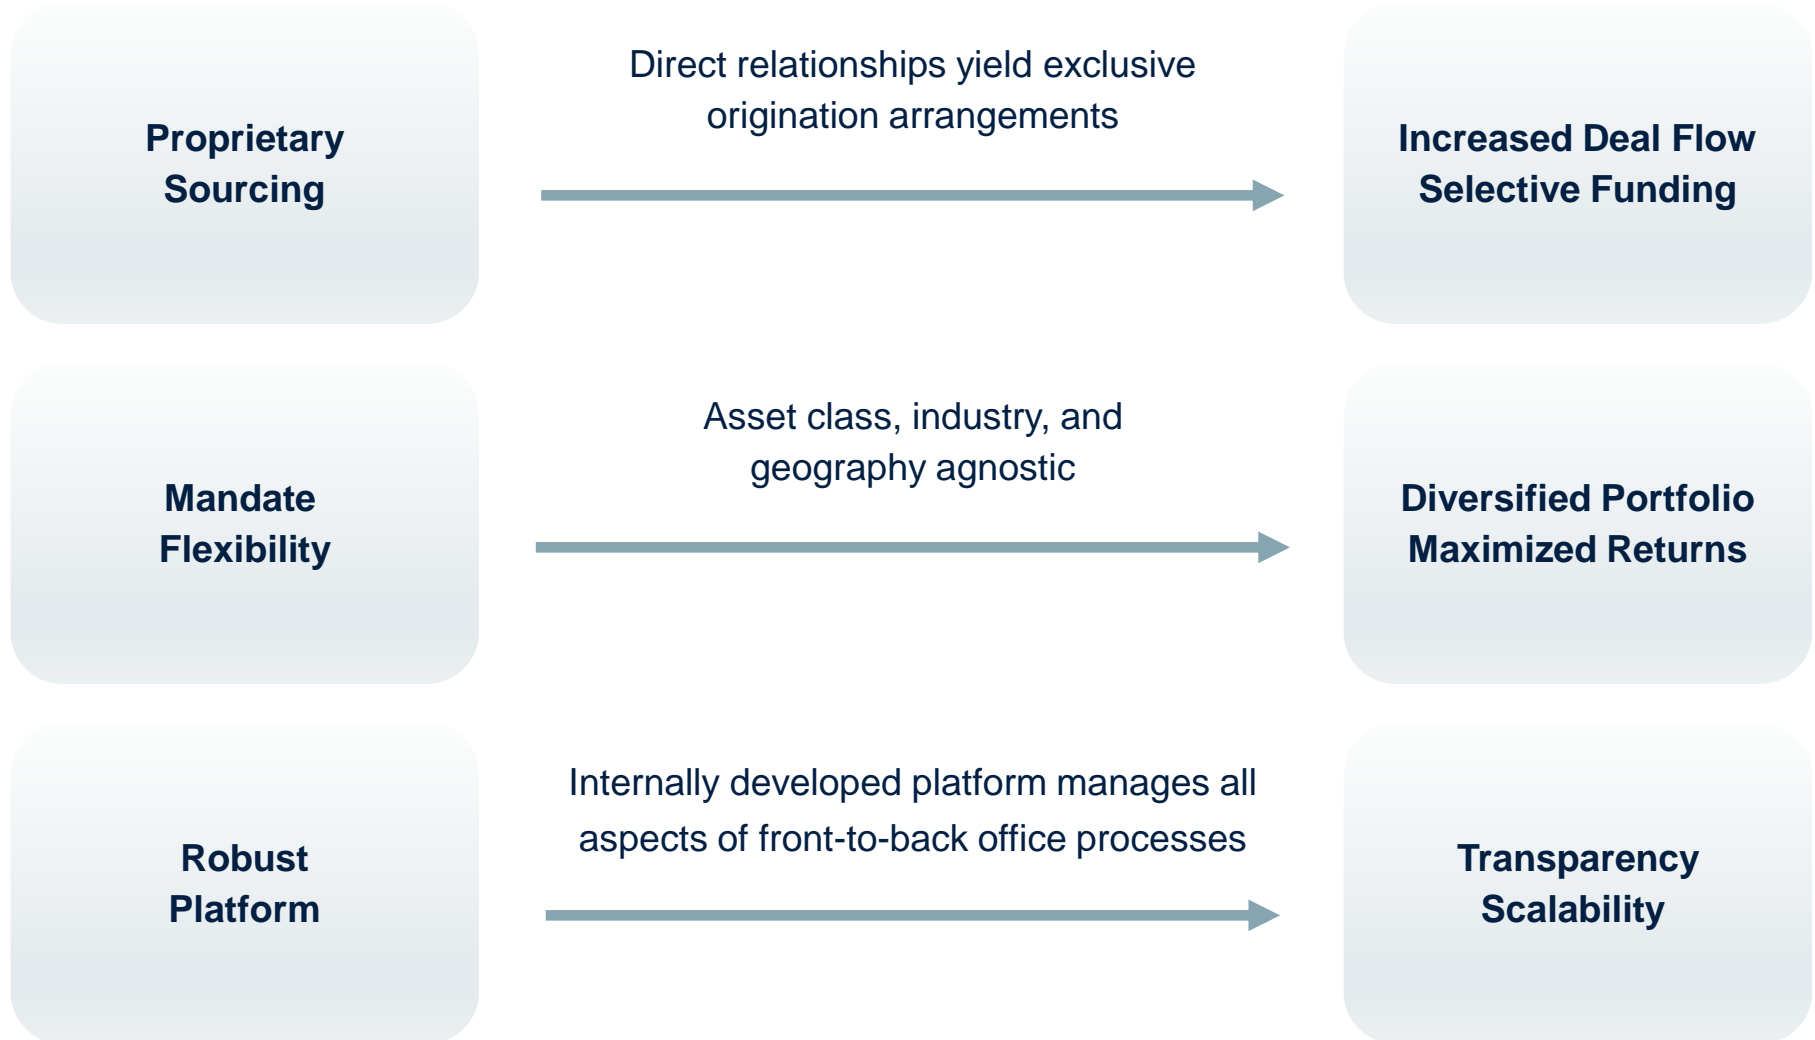 Proprietary
Sourcing
Direct relationships yield exclusive
origination arrangements
Increased Deal Flow
Selective Funding
Mandate
Flexibility
Asset class, industry, and
geography agnostic
Diversified Portfolio
Maximized Returns
Robust
Platform
Internally developed platform manages all
aspects of front-to-back office processes
Transparency
Scalability